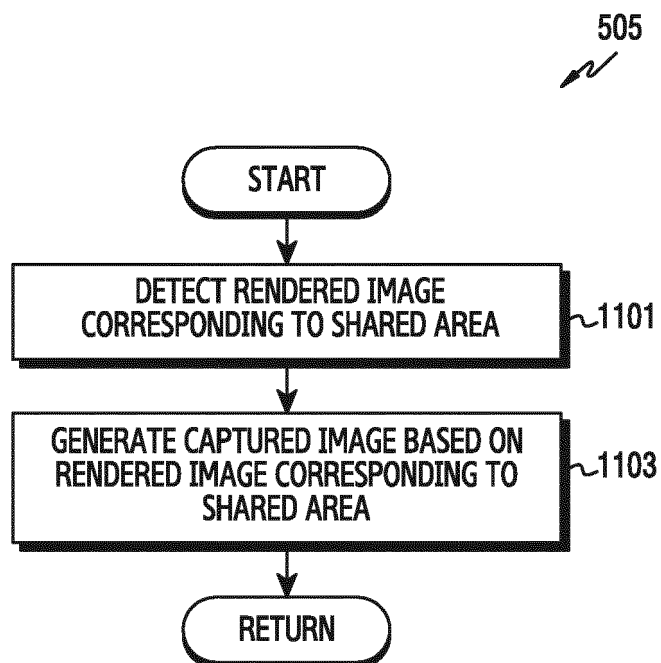 505
START
DETECT RENDERED IMAGE
CORRESPONDING TO SHARED AREA
1101
GENERATE CAPTURED IMAGE BASED ON
RENDERED IMAGE CORRESPONDING TO
SHARED AREA
1103
RETURN